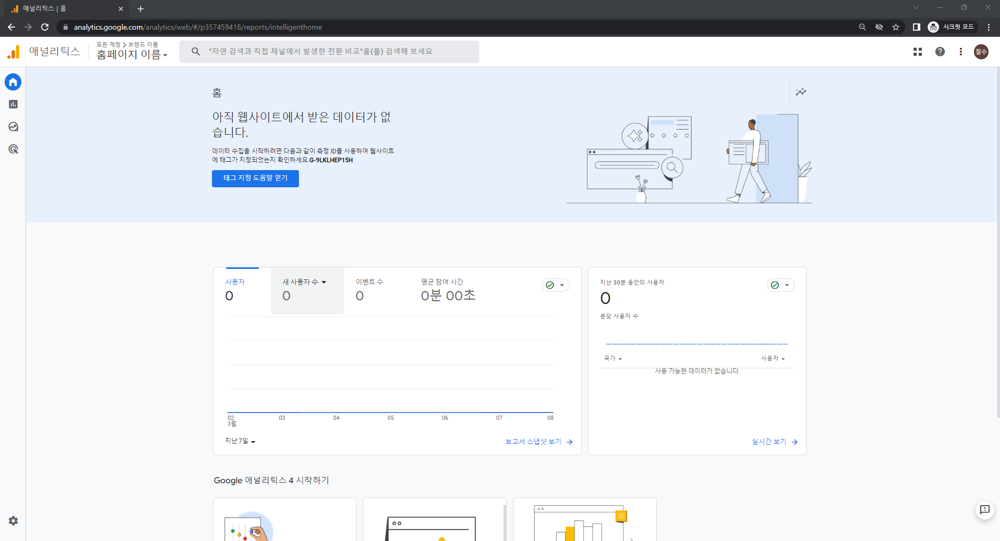 애널리틱스 | 홈
analytics.google.com/analytics/web/#/p357459418/reports/intelligenthome
시크릿 모드
애널리틱스
모든 계정 > 브랜드 이름
홈페이지 이름
"자연 검색과 직접 채널에서 발생한 전환 비교"을(를) 검색해 보세요
철수
홈
아직 웹사이트에서 받은 데이터가 없
습니다.
데이터 수집을 시작하려면 다음과 같이 측정 ID를 사용하여 웹사이트
에 태그가 지정되었는지 확인하세요.G-9LKLHEP15H
태그 지정 도움말 얻기
사용자
0
새 사용자 수
0
이벤트 수
0
평균 참여 시간
0분 00초
02
3월
03
04
05
06
07
08
지난 7일
보고서 스냅샷 보기
지난 30분 동안의 사용자
0
분당 사용자 수
국가
사용자
사용 가능한 데이터가 없습니다.
실시간 보기
Google 애널리틱스 4 시작하기